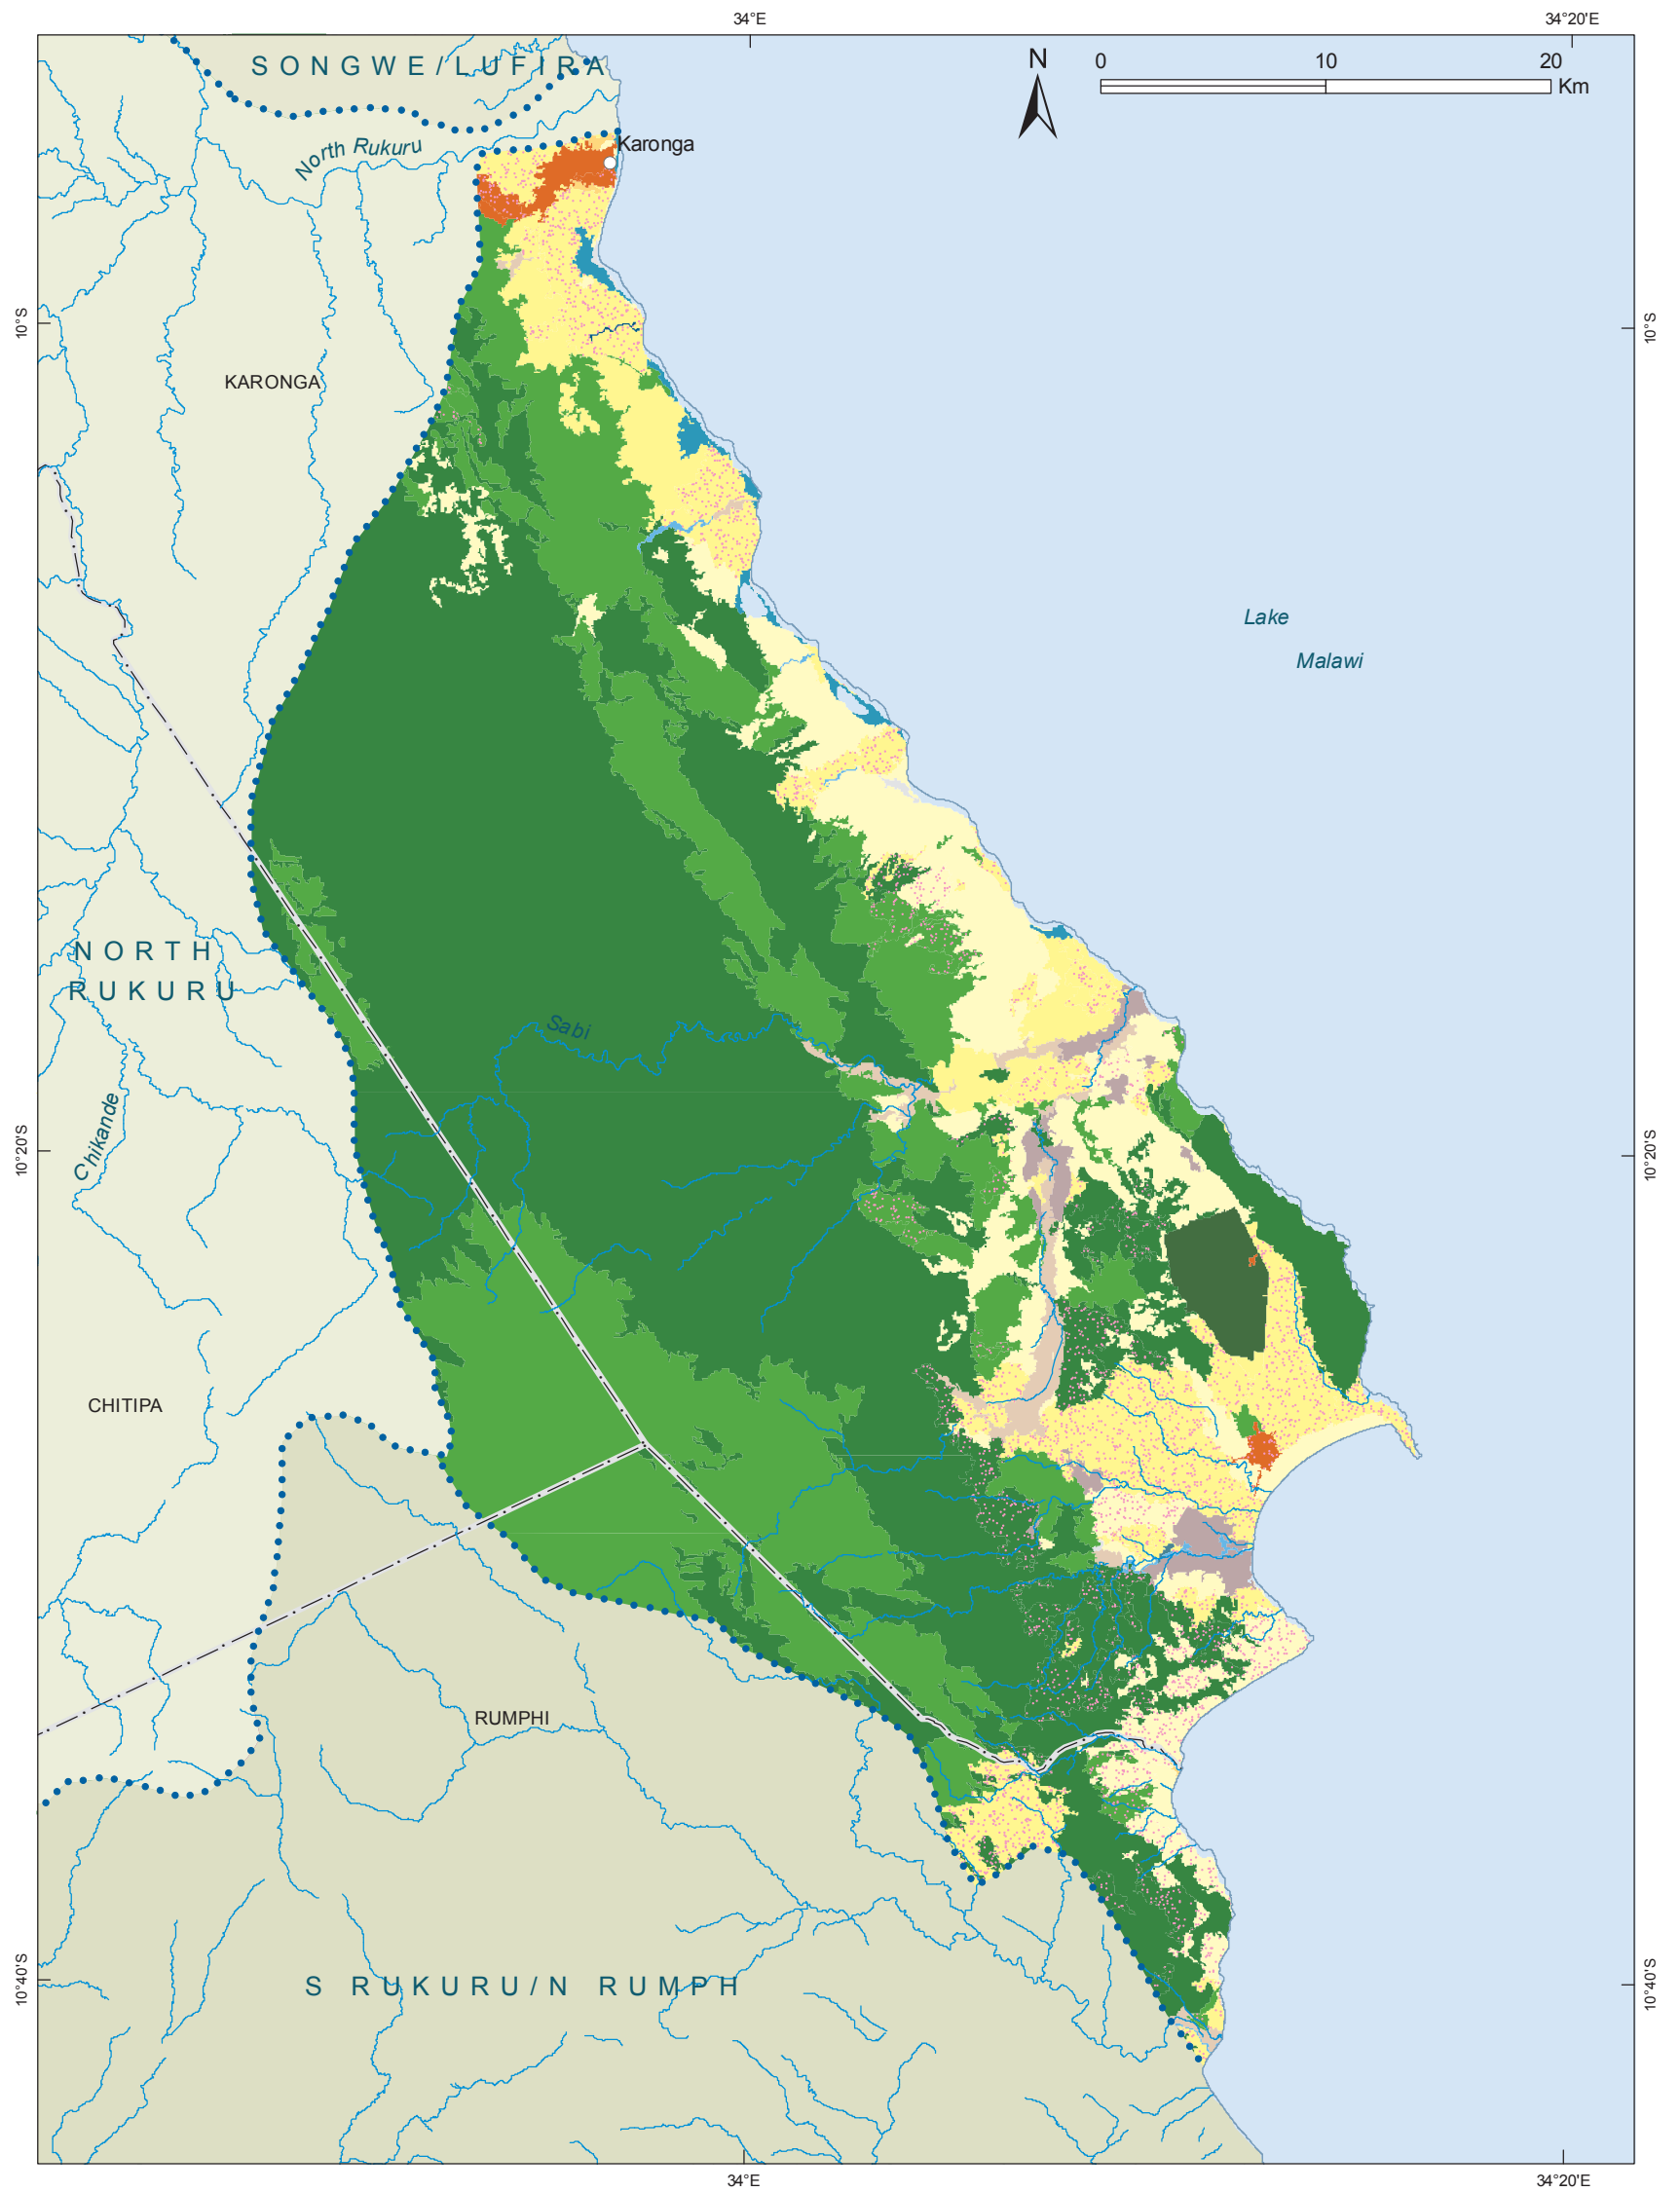 34°E
34°20'E
SONGWE/LUFIRA
N
0 10 20
Km
North Rukuru
Karonga
10°S
10°S
KARONGA
Lake
Malawi
NORTH
RUKURU
Sabi
Chikande
10°20'S
10°20'S
CHITIPA
RUMPHI
10°40'S
10°40'S
S RUKURU/N RUMPH
34°E
34°20'E